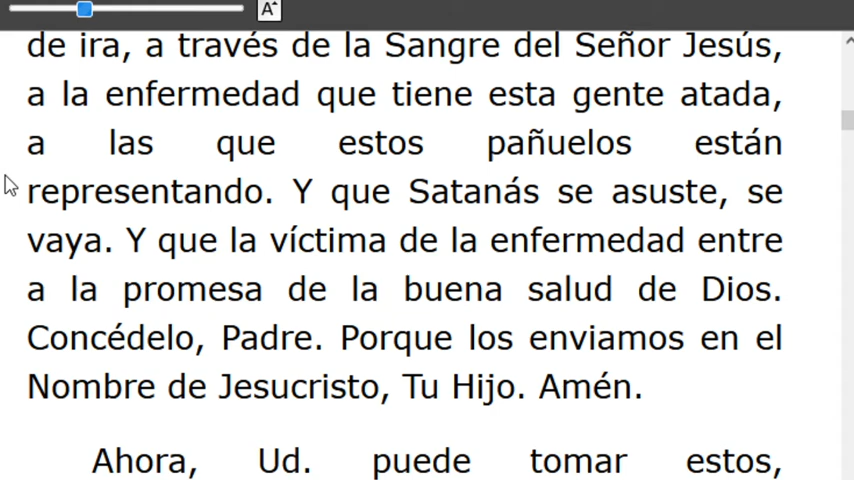 A
de ira, a través de la Sangre del Señor Jesús,
a la enfermedad que tiene esta gente atada,
a las que estos pañuelos están
representando. Y que Satanás se asuste, se
vaya. Y que la víctima de la enfermedad entre
a la promesa de la buena salud de Dios.
Concédelo, Padre. Porque los enviamos en el
Nombre de Jesucristo, Tu Hijo. Amén.
Ahora, Ud. puede tomar estos,